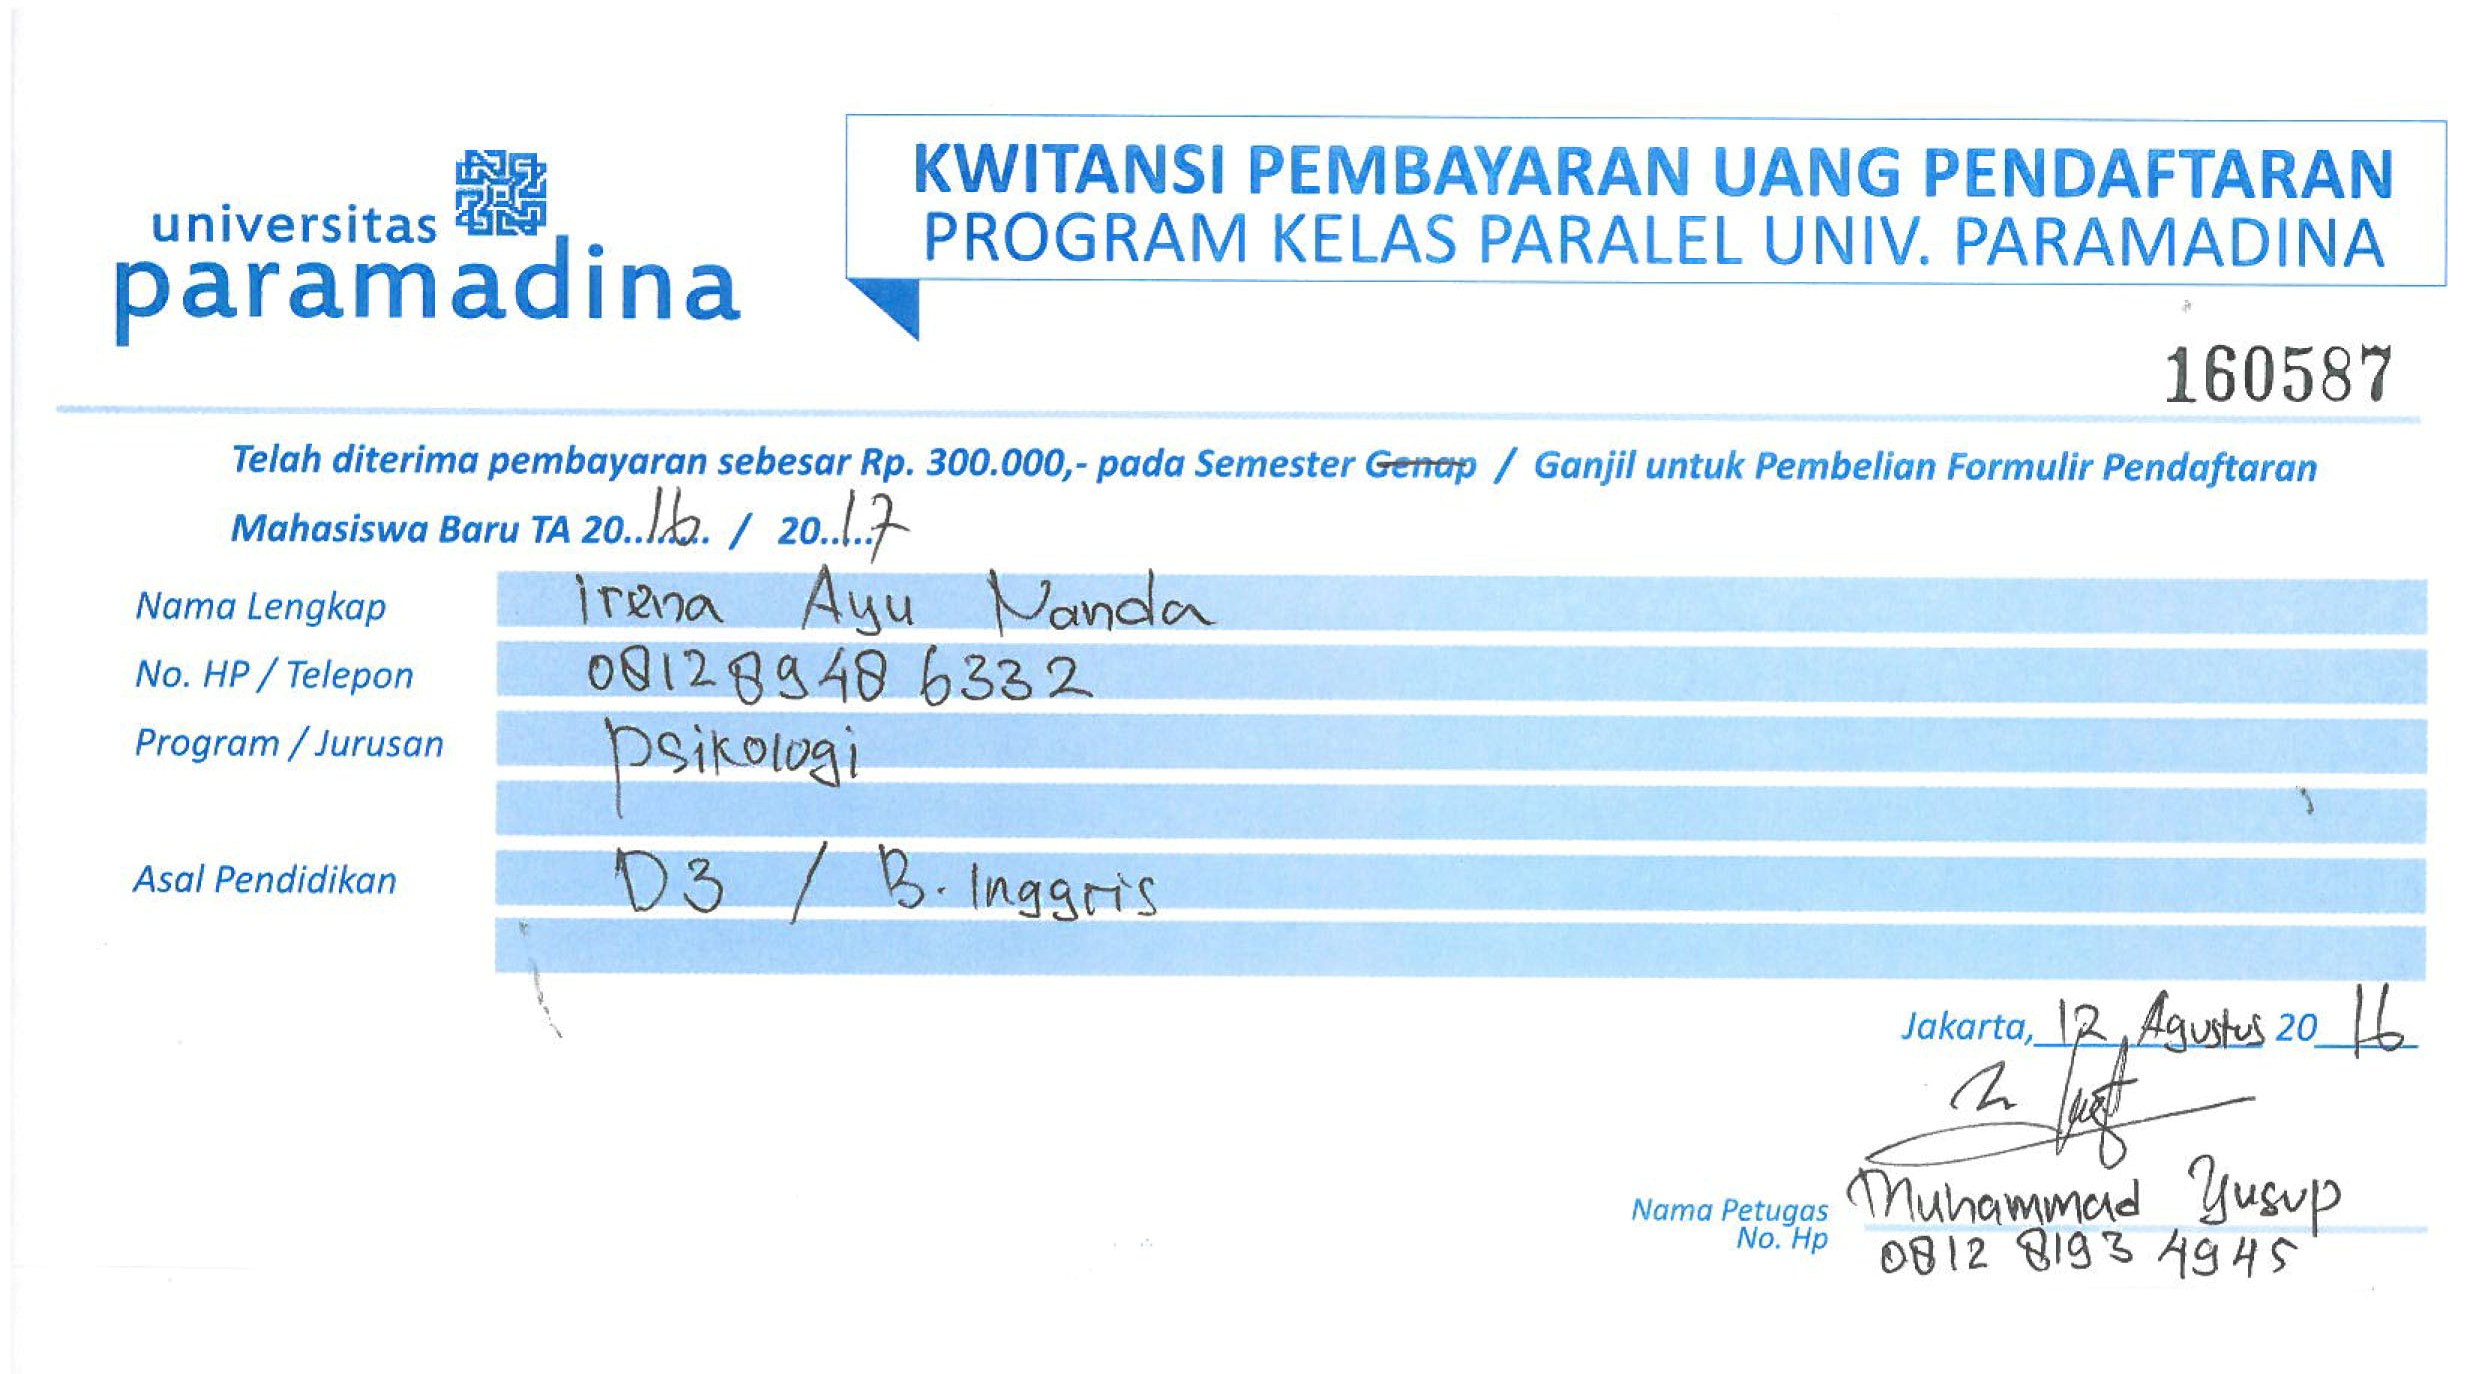 universitas
paramadina
KWITANSI PEMBAYARAN UANG PENDAFTARAN
PROGRAM KELAS PARALEL UNIV. PARAMADINA
160587
Telah diterima pembayaran sebesar Rp. 300.000,- pada Semester Genap / Ganjil untuk Pembelian Formulir Pendaftaran
Mahasiswa Baru TA 20..16.. / 20..17
Nama Lengkap irena Ayu Nanda
No. HP / Telepon 08128948 6332
Program / Jurusan psikologi
Asal Pendidikan D3 / B. Inggris
Jakarta, 12 Agustus 20 16
Nama Petugas Muhammad Yusup
No. Hp 0812 8193 4945